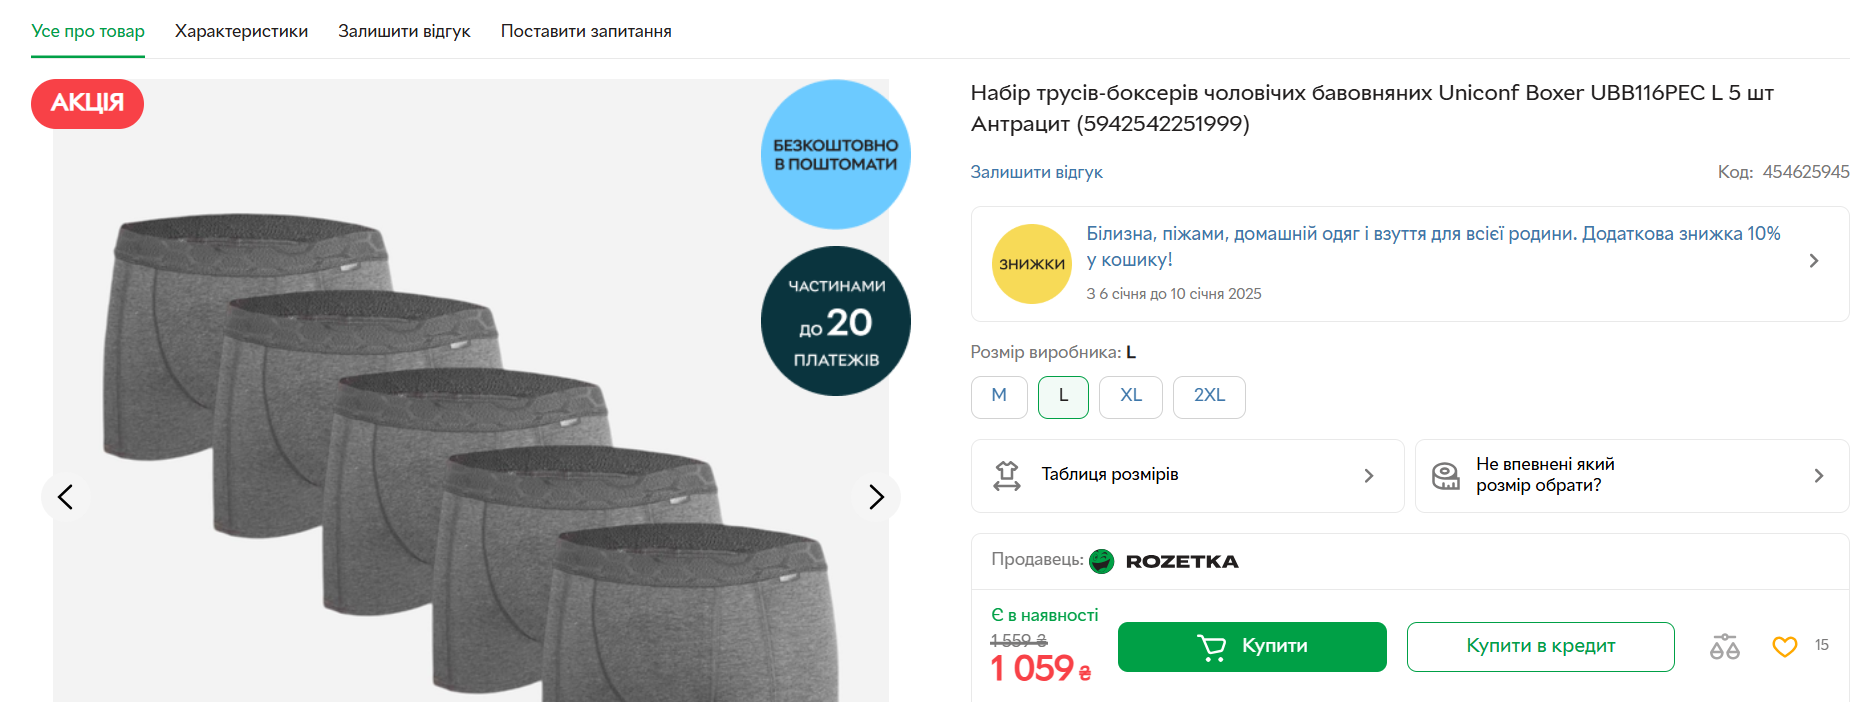 Усе про товар
Характеристики
Залишити відгук
Поставити запитання
АКЦІЯ
БЕЗКОШТОВНО
В ПОШТОМАТИ
ЧАСТИНАМИ
ДО 20
ПЛАТЕЖІВ
Набір трусів-боксерів чоловічих бавовняних Uniconf Boxer UBB116PEC L 5 шт
Антрацит (5942542251999)
Залишити відгук
Код: 454625945
ЗНИЖКИ
Білизна, піжами, домашній одяг і взуття для всієї родини. Додаткова знижка 10%
у кошику!
З 6 січня до 10 січня 2025
Розмір виробника: L
M
L
XL
2XL
Таблиця розмірів
Не впевнені який
розмір обрати?
Продавець: ROZETKA
Є в наявності
1 559 ₴
1 059 ₴
Купити
Купити в кредит
15